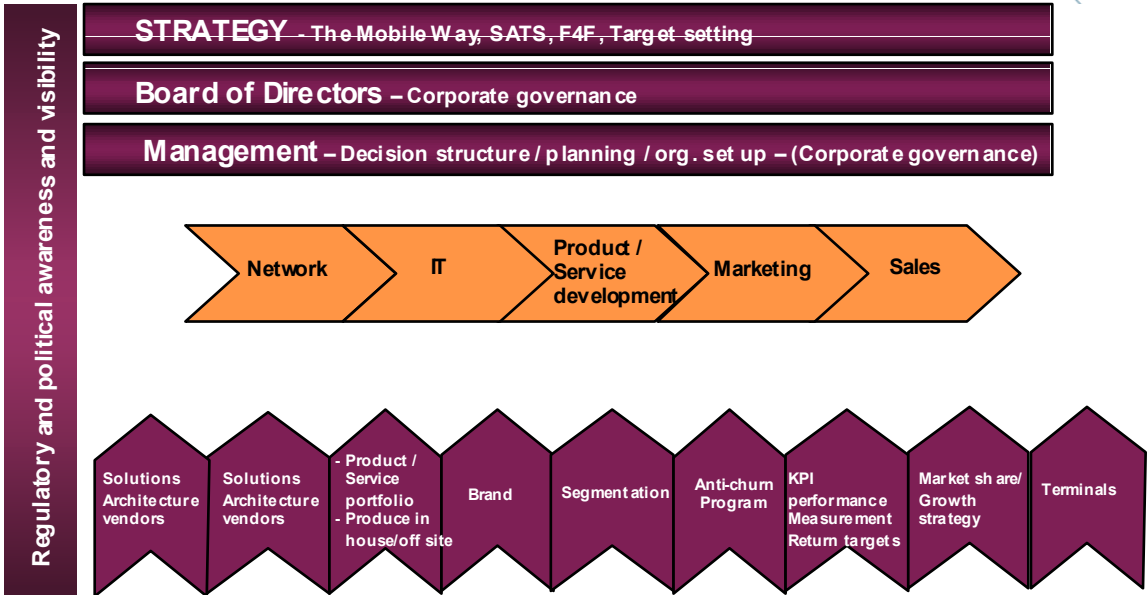 Regulatory and political awareness and visibility
STRATEGY - The Mobile Way, SATS, F4F, Target setting
Board of Directors – Corporate governance
Management – Decision structure / planning / org. set up – (Corporate governance)
Network
IT
Product /
Service
development
Marketing
Sales
Solutions
Architecture
vendors
Solutions
Architecture
vendors
- Product /
Service
portfolio
- Produce in
house/off site
Brand
Segmentation
Anti-churn
Program
KPI
performance
Measurement
Return targets
Market share/
Growth
strategy
Terminals